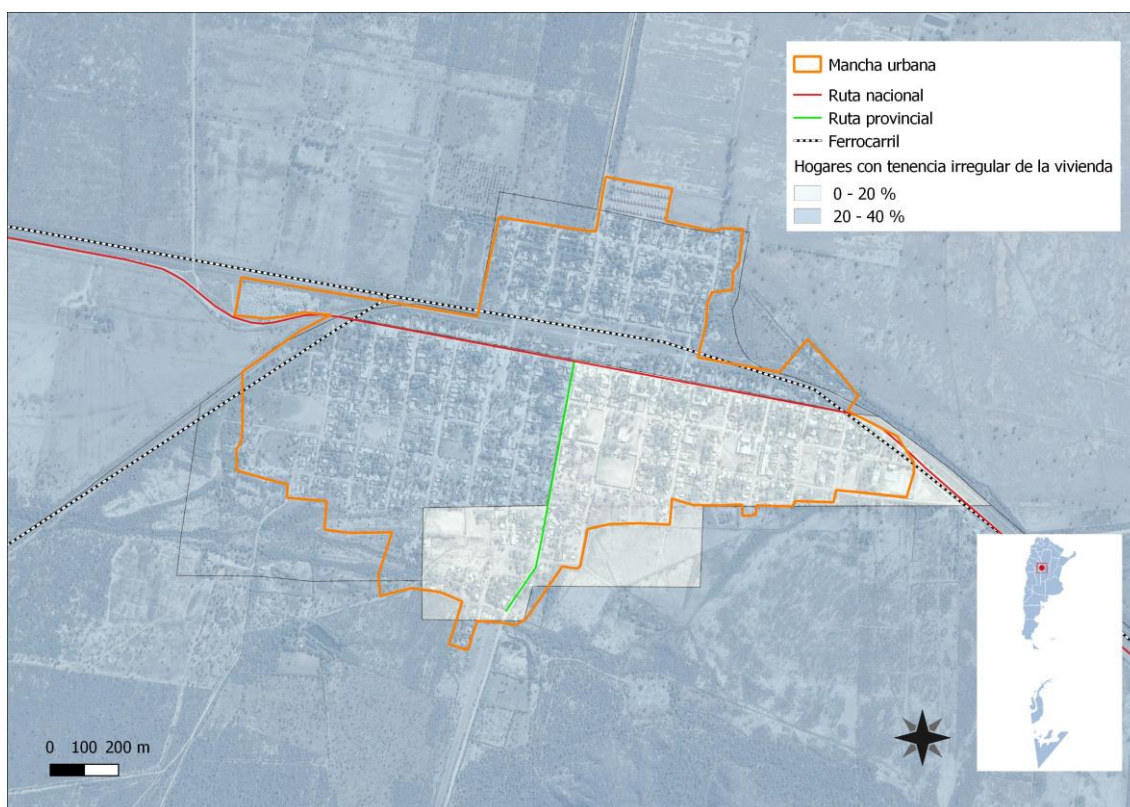 Mancha urbana
Ruta nacional
Ruta provincial
Ferrocarril
Hogares con tenencia irregular de la vivienda
0 - 20 %
20 - 40 %
0 100 200 m